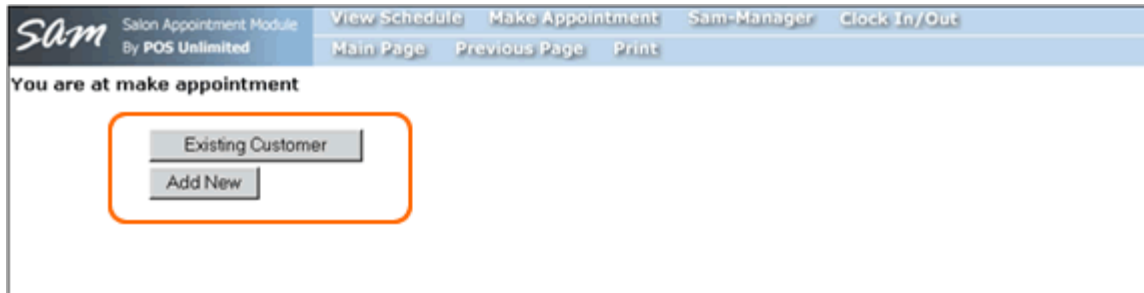 sam Salon Appointment Module
By POS Unlimited
View Schedule Make Appointment Sam-Manager Clock In/Out
Main Page Previous Page Print
You are at make appointment
Existing Customer
Add New